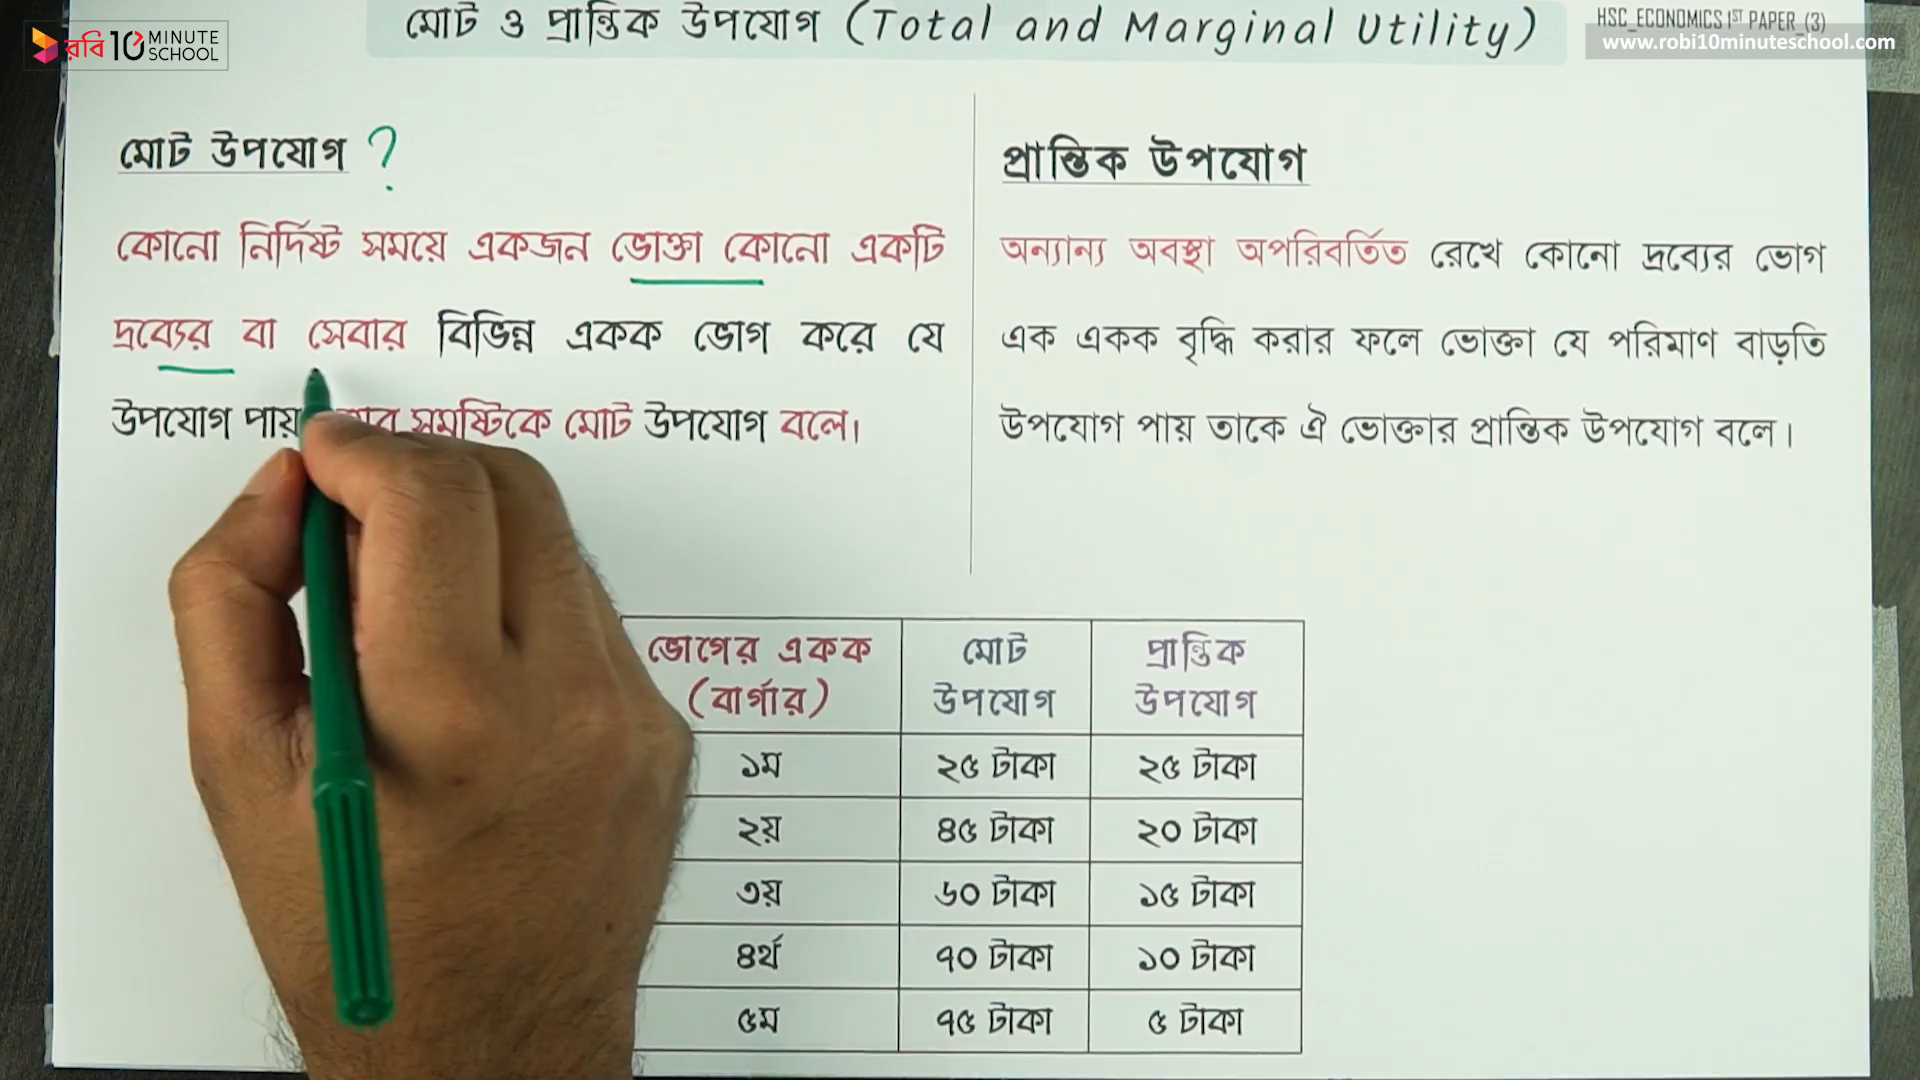 মোট ও প্রান্তিক উপযোগ (Total and Marginal Utility)
HSC_ECONOMICS 1ST PAPER_(3)
www.robi10minuteschool.com
রবি 10 MINUTE SCHOOL
মোট উপযোগ ?
কোনো নির্দিষ্ট সময়ে একজন ভোক্তা কোনো একটি
দ্রব্যের বা সেবার বিভিন্ন একক ভোগ করে যে
উপযোগ পায় তার সমষ্টিকে মোট উপযোগ বলে।
প্রান্তিক উপযোগ
অন্যান্য অবস্থা অপরিবর্তিত রেখে কোনো দ্রব্যের ভোগ
এক একক বৃদ্ধি করার ফলে ভোক্তা যে পরিমাণ বাড়তি
উপযোগ পায় তাকে ঐ ভোক্তার প্রান্তিক উপযোগ বলে।
ভোগের একক (বার্গার) মোট উপযোগ প্রান্তিক উপযোগ
১ম ২৫ টাকা ২৫ টাকা
২য় ৪৫ টাকা ২০ টাকা
৩য় ৬০ টাকা ১৫ টাকা
৪র্থ ৭০ টাকা ১০ টাকা
৫ম ৭৫ টাকা ৫ টাকা